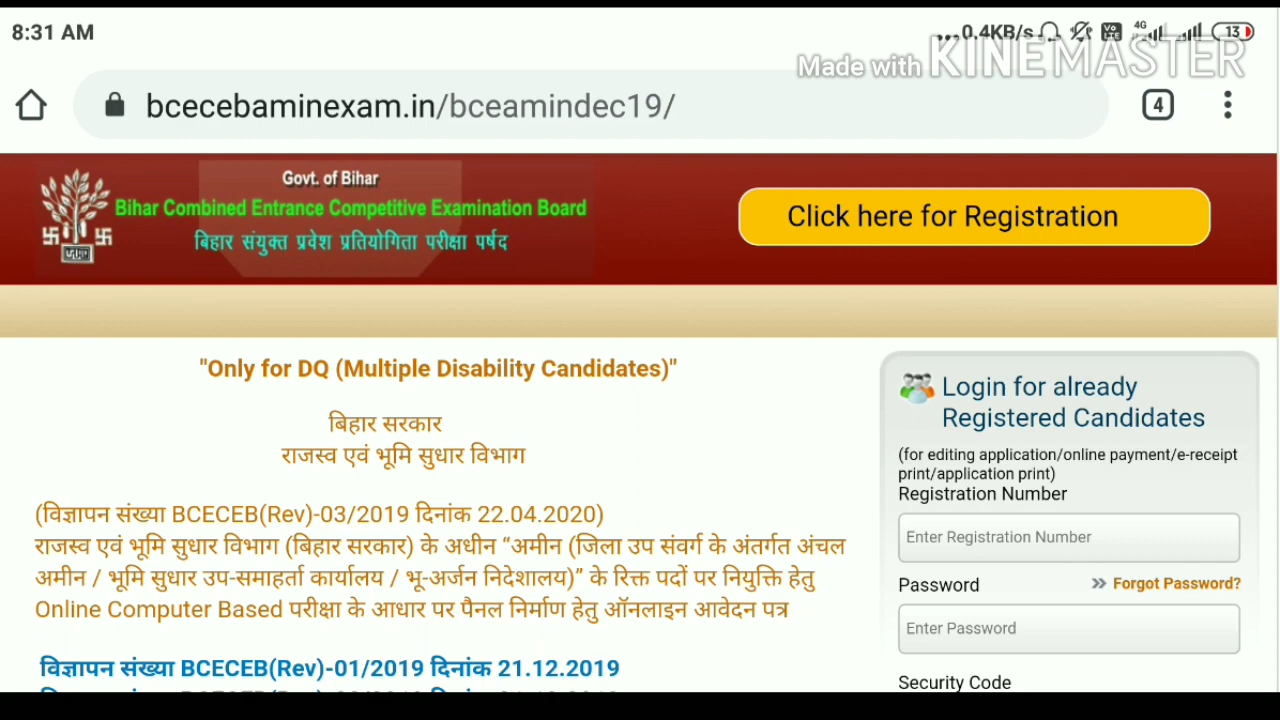 8:31 AM
...0.4KB/s
4G
13
Made with KINEMASTER
bcecebaminexam.in/bceamindec19/
4
Govt. of Bihar
Bihar Combined Entrance Competitive Examination Board
बिहार संयुक्त प्रवेश प्रतियोगिता परीक्षा पर्षद
Click here for Registration
"Only for DQ (Multiple Disability Candidates)"
बिहार सरकार
राजस्व एवं भूमि सुधार विभाग
(विज्ञापन संख्या BCECEB(Rev)-03/2019 दिनांक 22.04.2020)
राजस्व एवं भूमि सुधार विभाग (बिहार सरकार) के अधीन “अमीन (जिला उप संवर्ग के अंतर्गत अंचल
अमीन / भूमि सुधार उप-समाहर्ता कार्यालय / भू-अर्जन निदेशालय)” के रिक्त पदों पर नियुक्ति हेतु
Online Computer Based परीक्षा के आधार पर पैनल निर्माण हेतु ऑनलाइन आवेदन पत्र
विज्ञापन संख्या BCECEB(Rev)-01/2019 दिनांक 21.12.2019
Login for already
Registered Candidates
(for editing application/online payment/e-receipt
print/application print)
Registration Number
Enter Registration Number
Password
Forgot Password?
Enter Password
Security Code